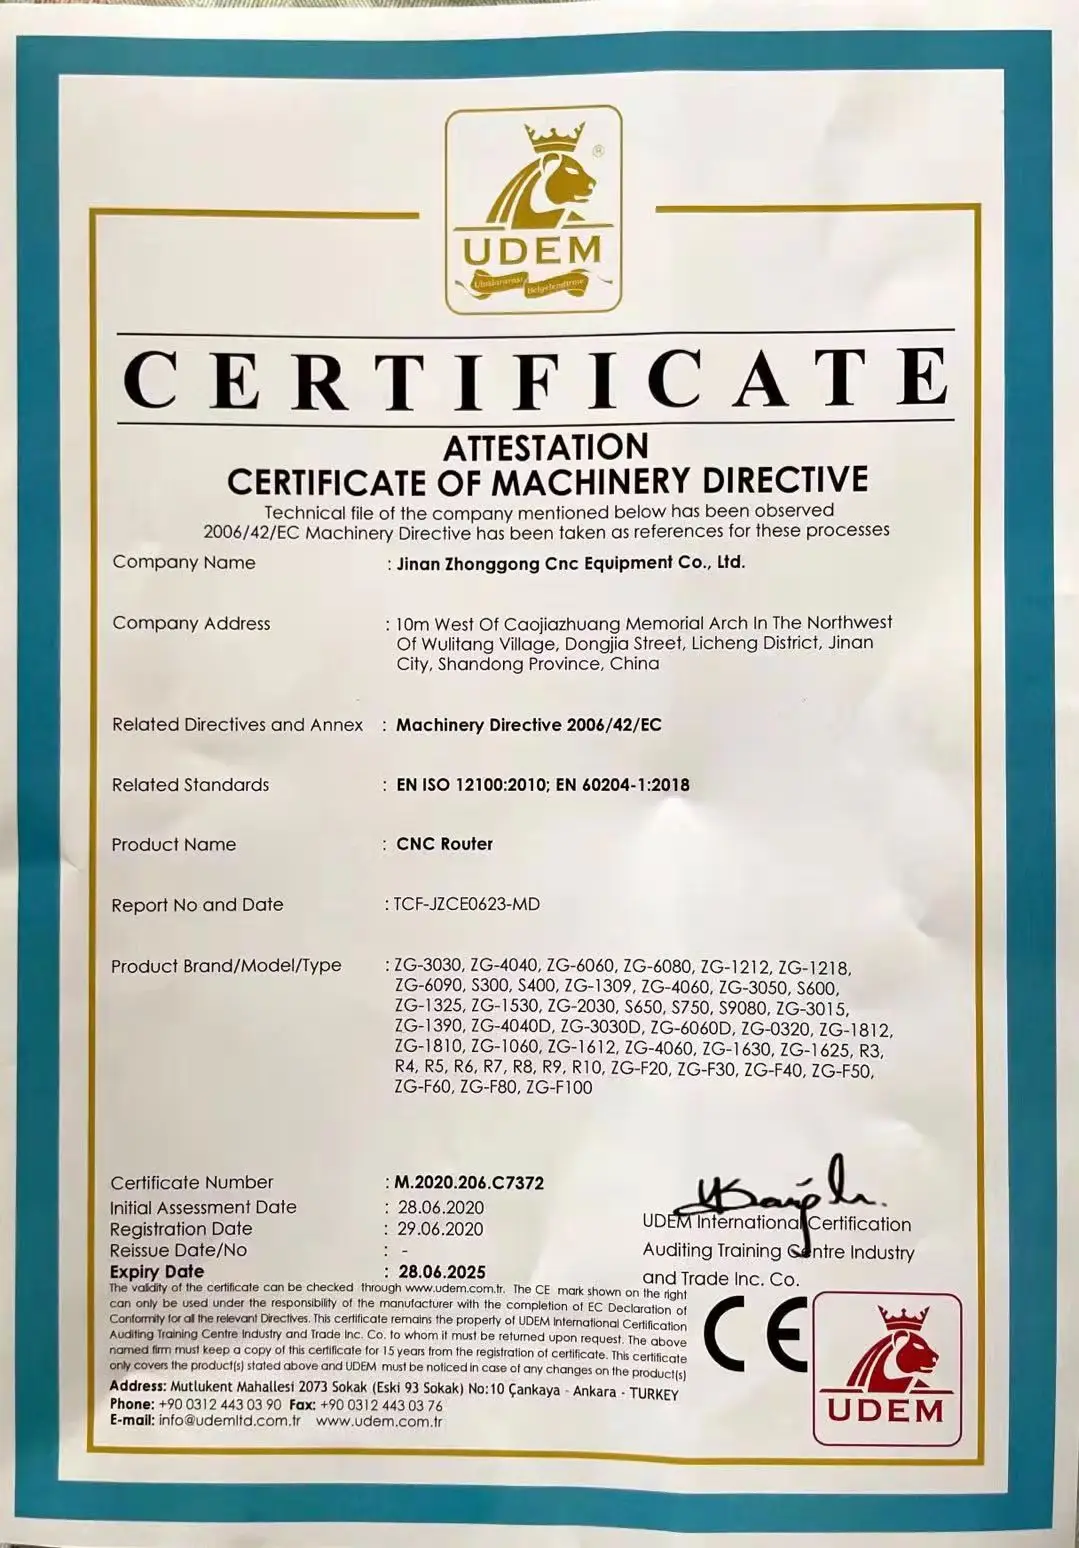 UDEM
Uluslararası Belgelendirme
CERTIFICATE
ATTESTATION
CERTIFICATE OF MACHINERY DIRECTIVE
Technical file of the company mentioned below has been observed
2006/42/EC Machinery Directive has been taken as references for these processes
Company Name : Jinan Zhonggong Cnc Equipment Co., Ltd.
Company Address : 10m West Of Caojiazhuang Memorial Arch In The Northwest
Of Wulitang Village, Dongjia Street, Licheng District, Jinan
City, Shandong Province, China
Related Directives and Annex : Machinery Directive 2006/42/EC
Related Standards : EN ISO 12100:2010; EN 60204-1:2018
Product Name : CNC Router
Report No and Date : TCF-JZCE0623-MD
Product Brand/Model/Type : ZG-3030, ZG-4040, ZG-6060, ZG-6080, ZG-1212, ZG-1218,
ZG-6090, S300, S400, ZG-1309, ZG-4060, ZG-3050, S600,
ZG-1325, ZG-1530, ZG-2030, S650, S750, S9080, ZG-3015,
ZG-1390, ZG-4040D, ZG-3030D, ZG-6060D, ZG-0320, ZG-1812,
ZG-1810, ZG-1060, ZG-1612, ZG-4060, ZG-1630, ZG-1625, R3,
R4, R5, R6, R7, R8, R9, R10, ZG-F20, ZG-F30, ZG-F40, ZG-F50,
ZG-F60, ZG-F80, ZG-F100
Certificate Number : M.2020.206.C7372
Initial Assessment Date : 28.06.2020
Registration Date : 29.06.2020
Reissue Date/No : -
Expiry Date : 28.06.2025
UDEM International Certification
Auditing Training Centre Industry
and Trade Inc. Co.
The validity of the certificate can be checked through www.udem.com.tr. The CE mark shown on the right
can only be used under the responsibility of the manufacturer with the completion of EC Declaration of
Conformity for all the relevant Directives. This certificate remains the property of UDEM International Certification
Auditing Training Centre Industry and Trade Inc. Co. to whom it must be returned upon request. The above
named firm must keep a copy of this certificate for 15 years from the registration of certificate. This certificate
only covers the product(s) stated above and UDEM must be noticed in case of any changes on the product(s)
Address: Mutlukent Mahallesi 2073 Sokak (Eski 93 Sokak) No:10 Çankaya - Ankara - TURKEY
Phone: +90 0312 443 03 90 Fax: +90 0312 443 03 76
E-mail: info@udemltd.com.tr www.udem.com.tr
CE
UDEM